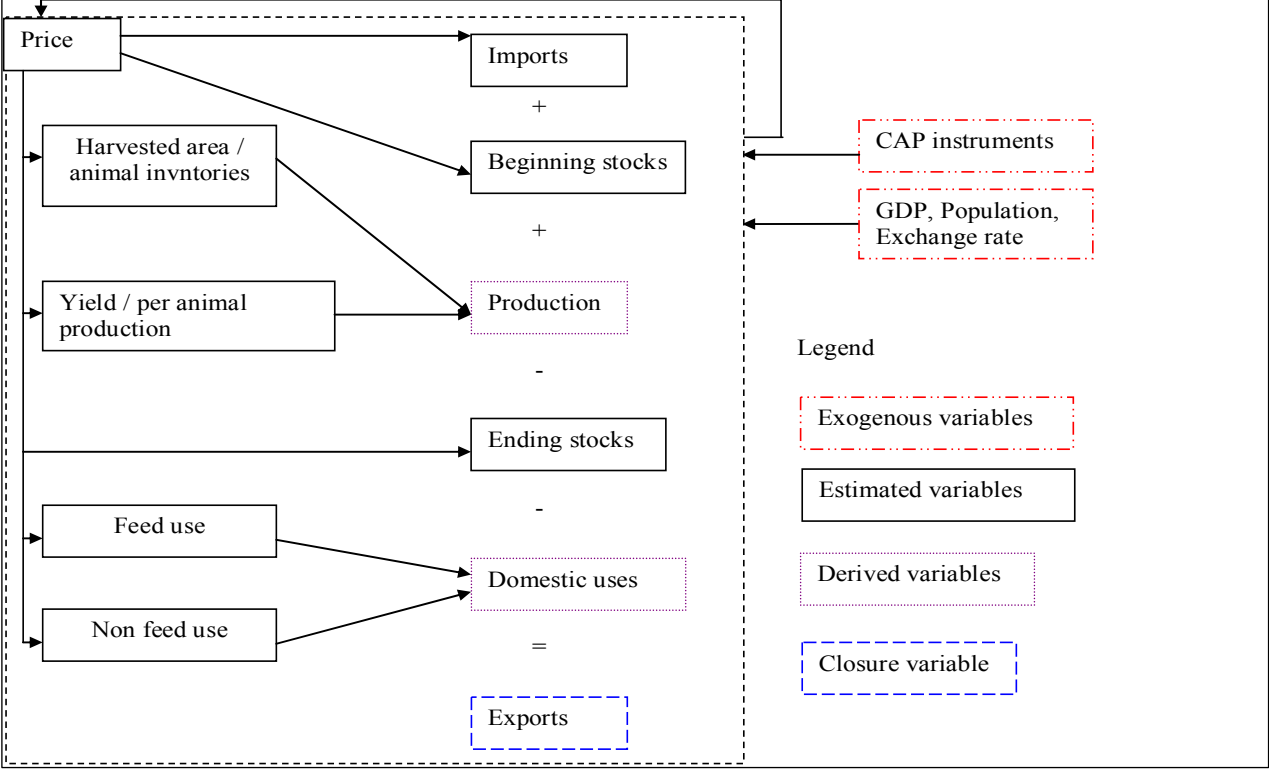 Price
Imports
+
Harvested area /
animal invntories
Beginning stocks
+
Yield / per animal
production
Production
-
Ending stocks
-
Feed use
Domestic uses
Non feed use
=
Exports
CAP instruments
GDP, Population,
Exchange rate
Legend
Exogenous variables
Estimated variables
Derived variables
Closure variable